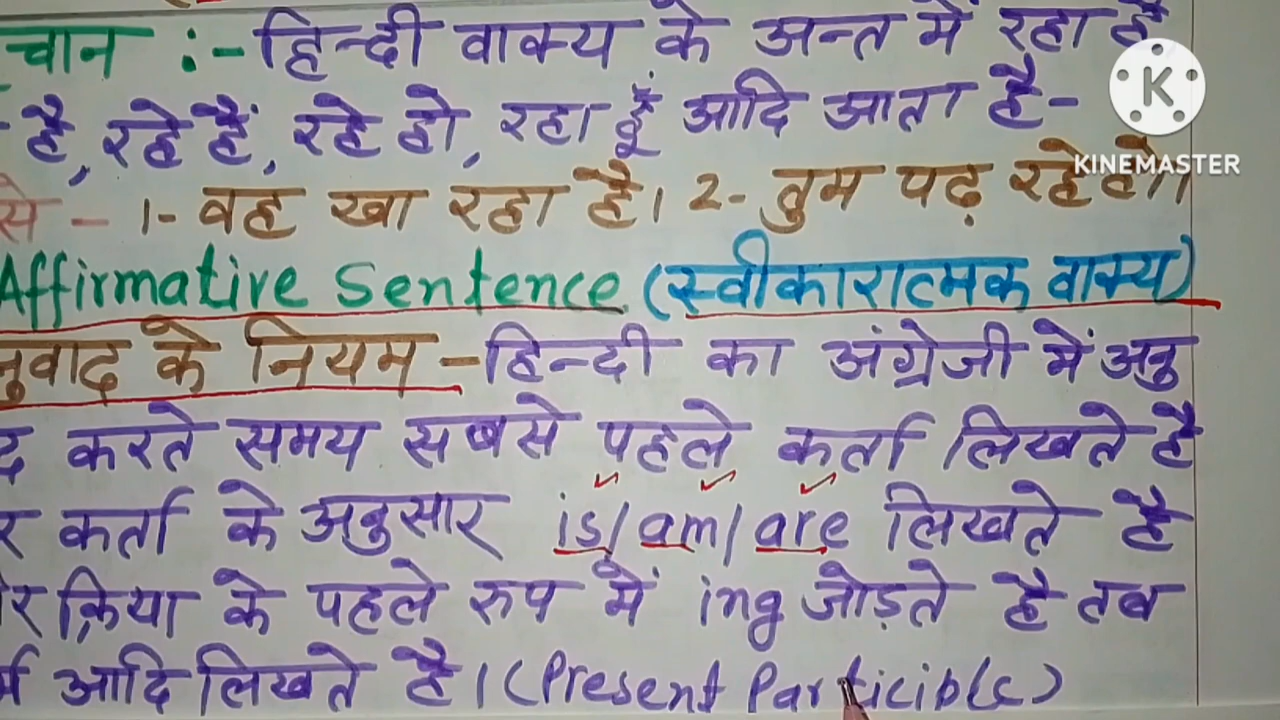 चान :- हिन्दी वाक्य के अन्त में रहा है
है, रहे हैं, रहे हो, रहा हूँ आदि आता है-
से - 1- वह खा रहा है। 2- तुम पढ़ रहे हो।
Affirmative Sentence (स्वीकारात्मक वाक्य)
नुवाद के नियम - हिन्दी का अंग्रेजी में अनु
द करते समय सबसे पहले कर्ता लिखते है
र कर्ता के अनुसार is/am/are लिखते है
र क्रिया के पहले रुप में ing जोड़ते है तब
र्म आदि लिखते है। (Present Participle)
K
KINEMASTER